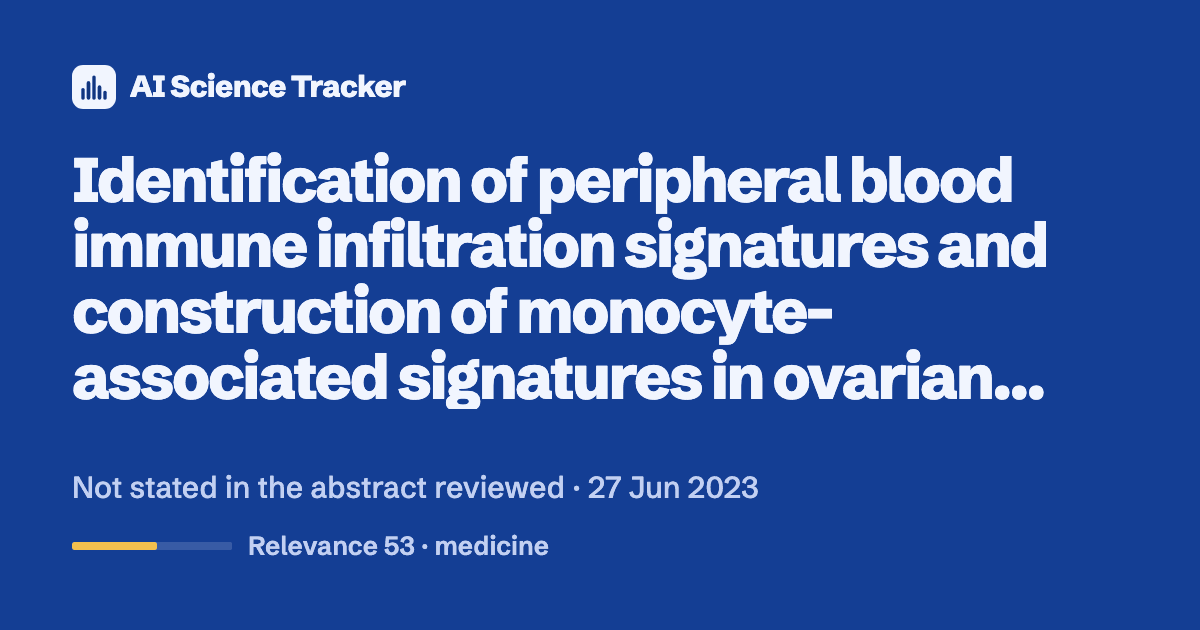 AI Science Tracker
Identification of peripheral blood
immune infiltration signatures and
construction of monocyte-
associated signatures in ovarian...
Not stated in the abstract reviewed · 27 Jun 2023
Relevance 53 · medicine